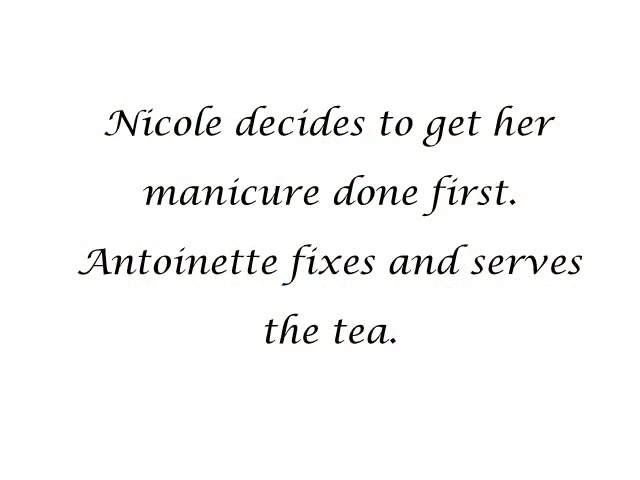 Nicole decides to get her
manicure done first.
Antoinette fixes and serves
the tea.